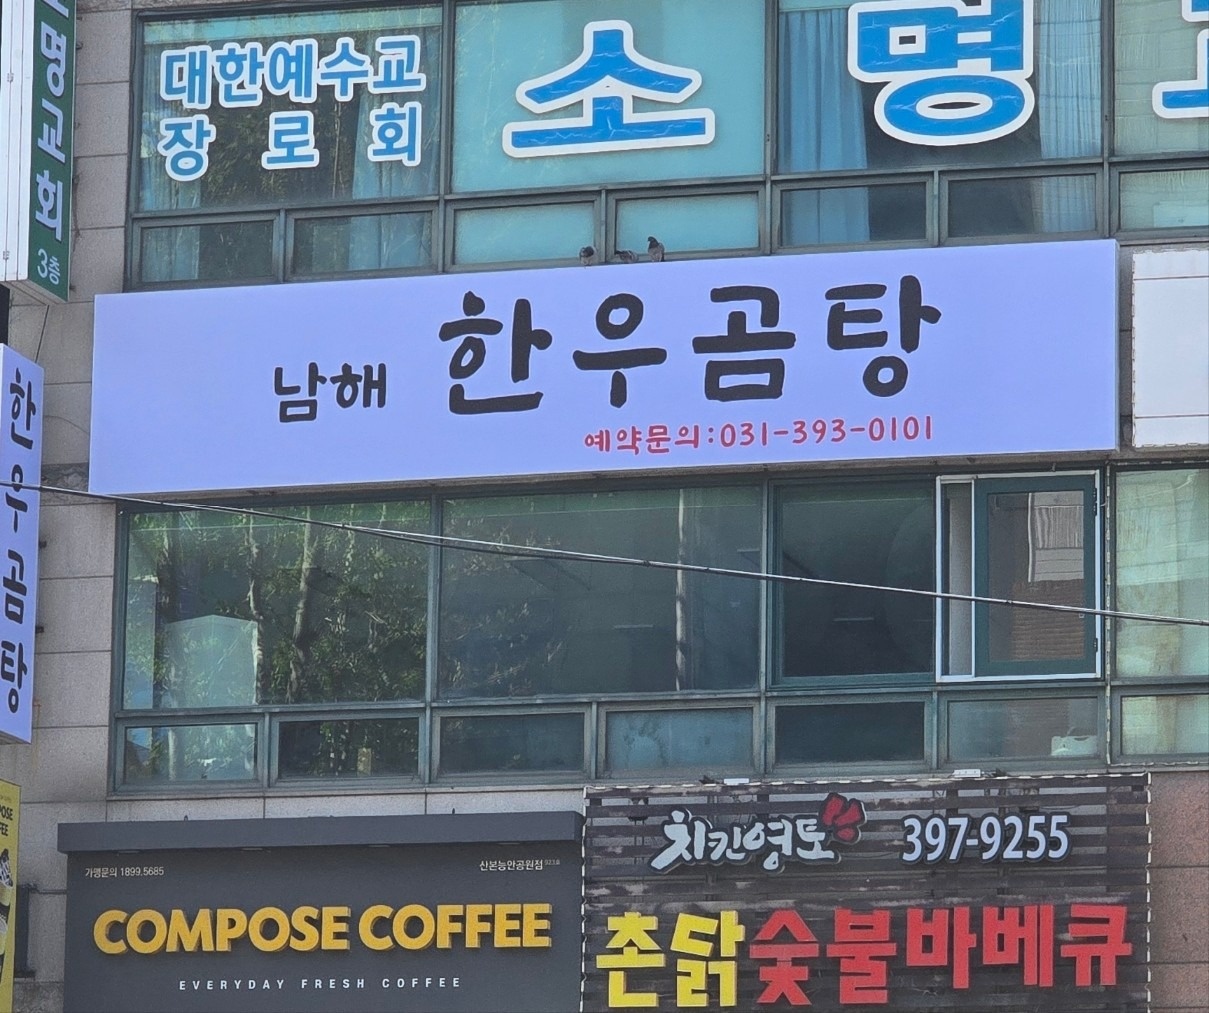 명교회
3층
대한예수교
장로회
소명
남해 한우곰탕
예약문의:031-393-0101
한우곰탕
가맹문의 1899.5685
산본능안공원점
COMPOSE COFFEE
EVERYDAY FRESH COFFEE
치킨영토
397-9255
촌닭숯불바베큐